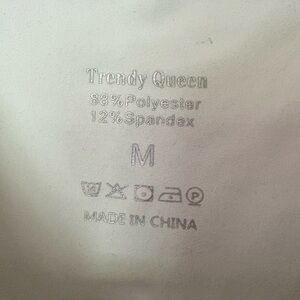 Trendy Queen
88%Polyester
12%Spandex
M
MADE IN CHINA